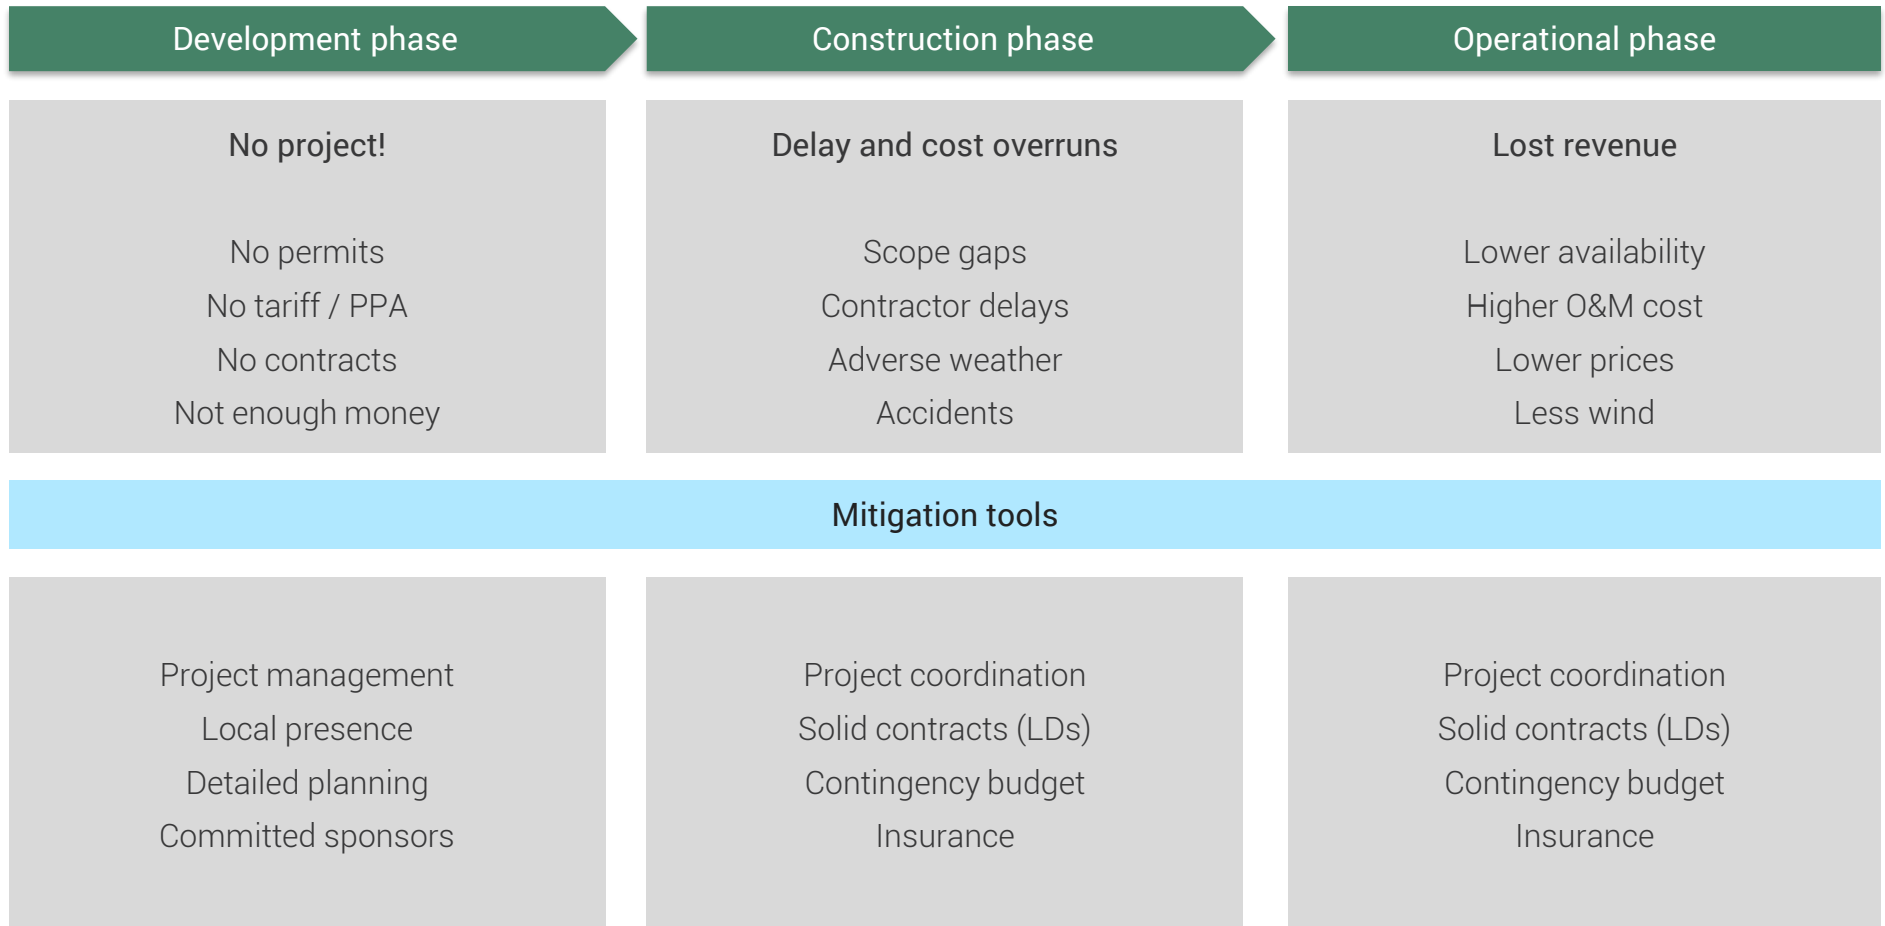 Development phase
Construction phase
Operational phase
No project!
No permits
No tariff / PPA
No contracts
Not enough money
Delay and cost overruns
Scope gaps
Contractor delays
Adverse weather
Accidents
Lost revenue
Lower availability
Higher O&M cost
Lower prices
Less wind
Mitigation tools
Project management
Local presence
Detailed planning
Committed sponsors
Project coordination
Solid contracts (LDs)
Contingency budget
Insurance
Project coordination
Solid contracts (LDs)
Contingency budget
Insurance